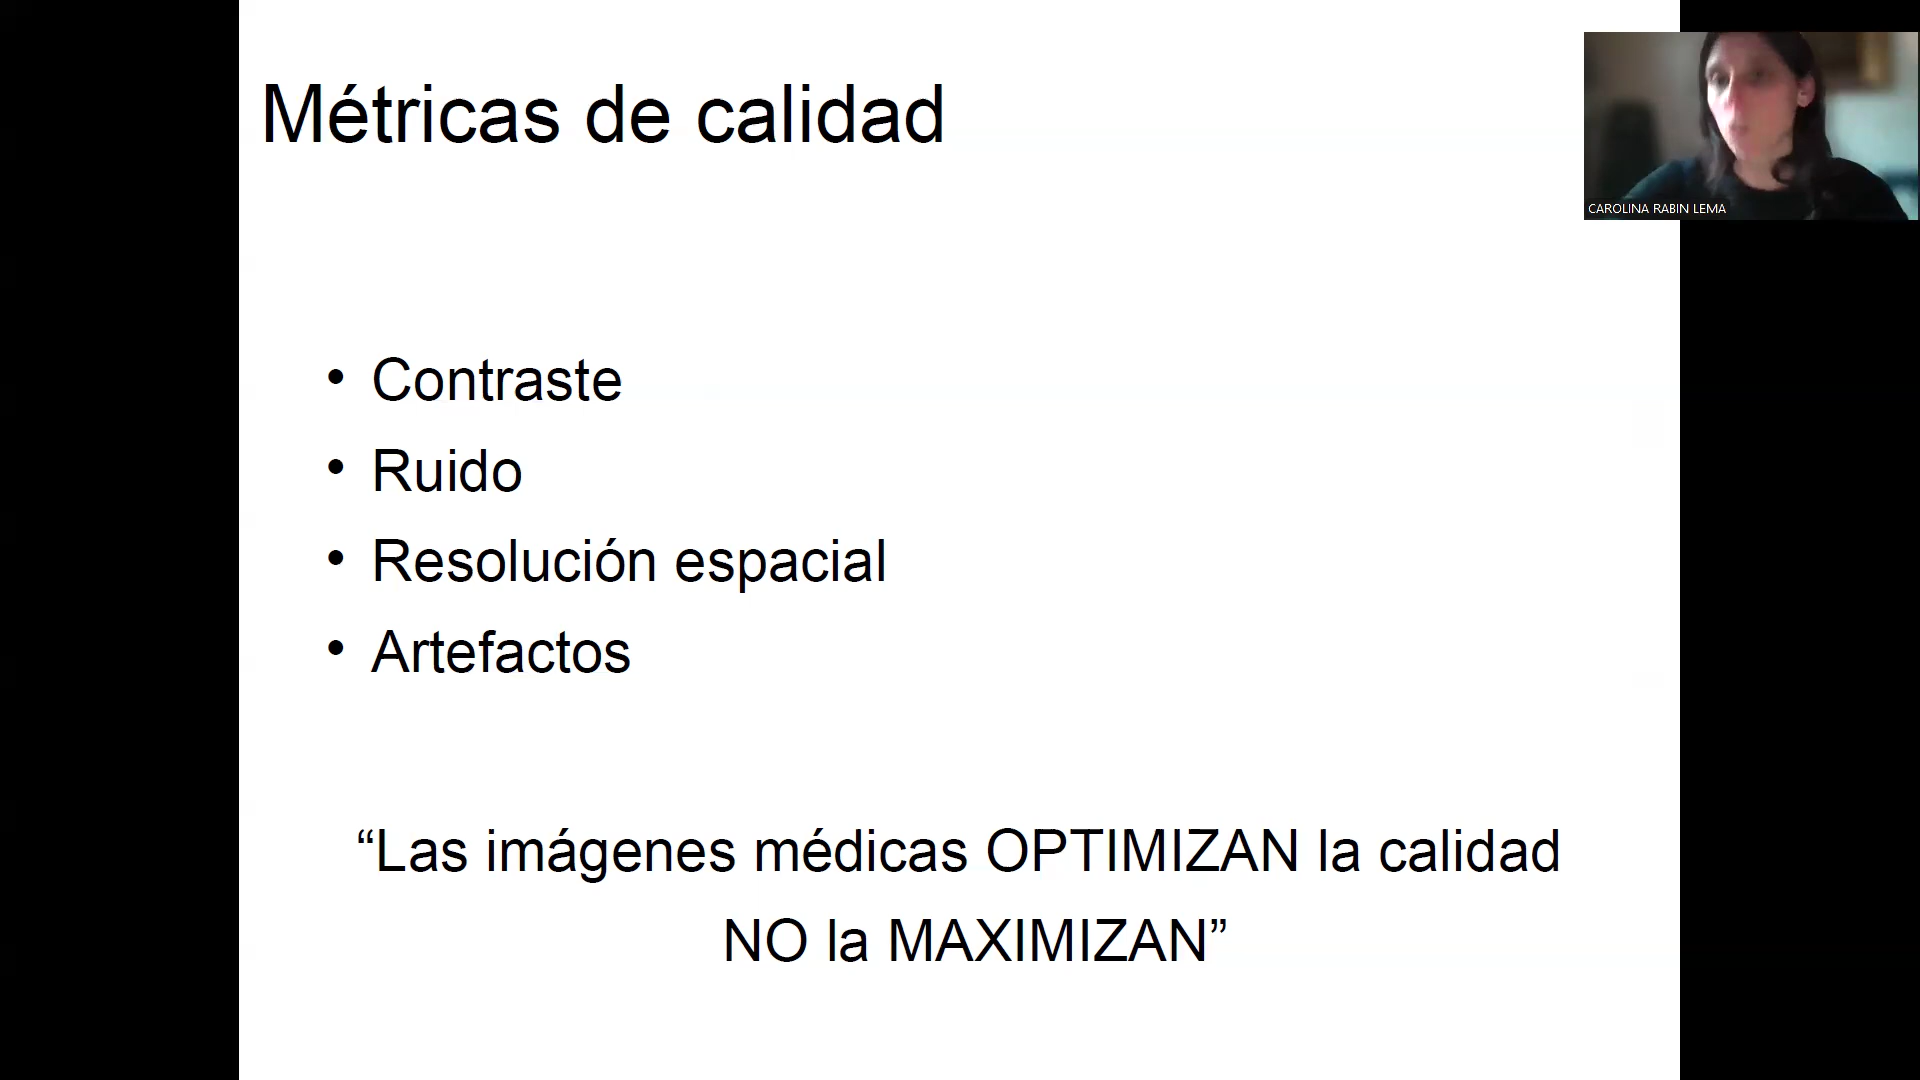 Métricas de calidad
CAROLINA RABIN LEMA
• Contraste
• Ruido
• Resolución espacial
• Artefactos
“Las imágenes médicas OPTIMIZAN la calidad
NO la MAXIMIZAN”